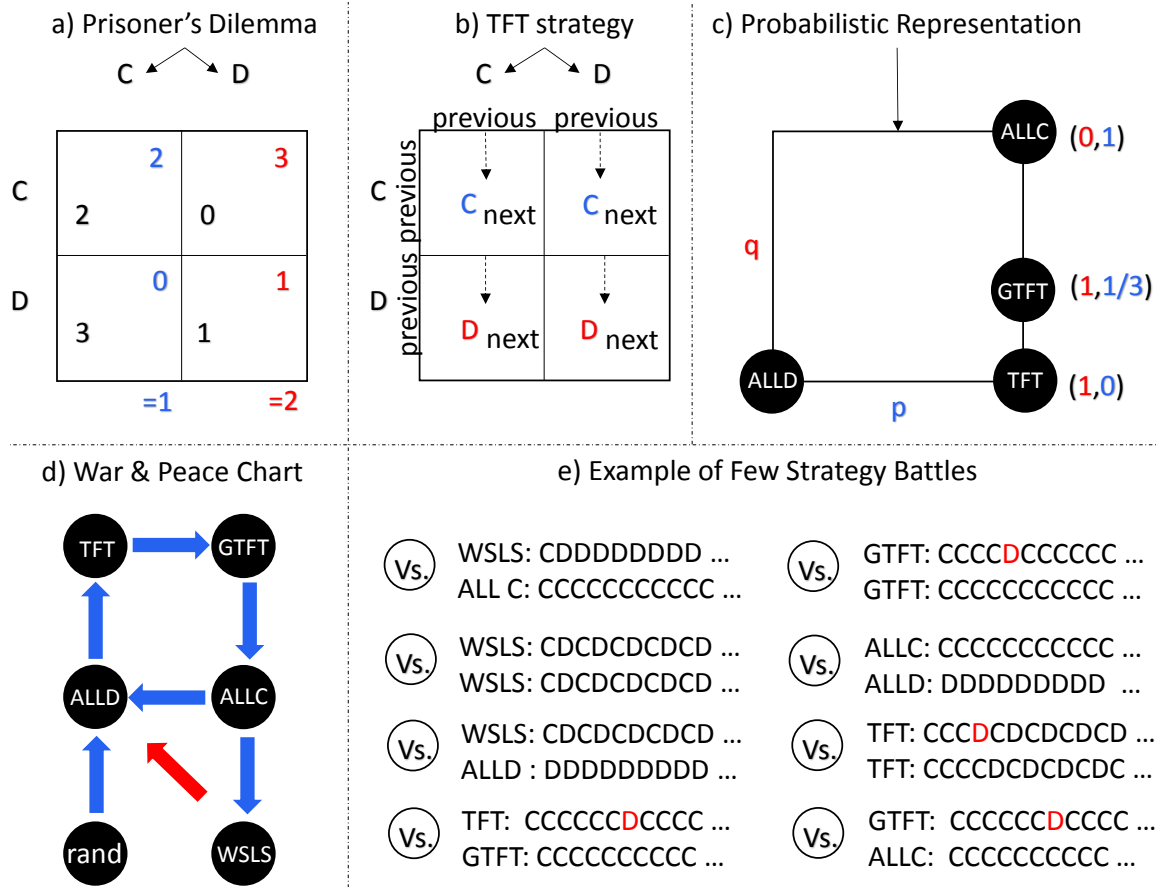 a) Prisoner's Dilemma
C D
C
2 3
2 0
D
0 1
3 1
=1 =2
b) TFT strategy
C D
previous previous
C previous
C next C next
D previous
D next D next
c) Probabilistic Representation
ALLC (0,1)
q
GTFT (1,1/3)
ALLD TFT (1,0)
p
d) War & Peace Chart
TFT GTFT
ALLD ALLC
rand WSLS
e) Example of Few Strategy Battles
Vs.
WSLS: CDDDDDDDDD ...
ALL C: CCCCCCCCCCC ...
Vs.
WSLS: CDCDCDCDCD ...
WSLS: CDCDCDCDCD ...
Vs.
WSLS: CDCDCDCDCD ...
ALLD : DDDDDDDDDD ...
Vs.
TFT: CCCCCCDCCCC ...
GTFT: CCCCCCCCCC ...
Vs.
GTFT: CCCCDCCCCCC ...
GTFT: CCCCCCCCCCC ...
Vs.
ALLC: CCCCCCCCCCC ...
ALLD: DDDDDDDDD ...
Vs.
TFT: CCCDCDCDCDCD ...
TFT: CCCCDCDCDCDC ...
Vs.
GTFT: CCCCCCDCCCC ...
ALLC: CCCCCCCCCC ...